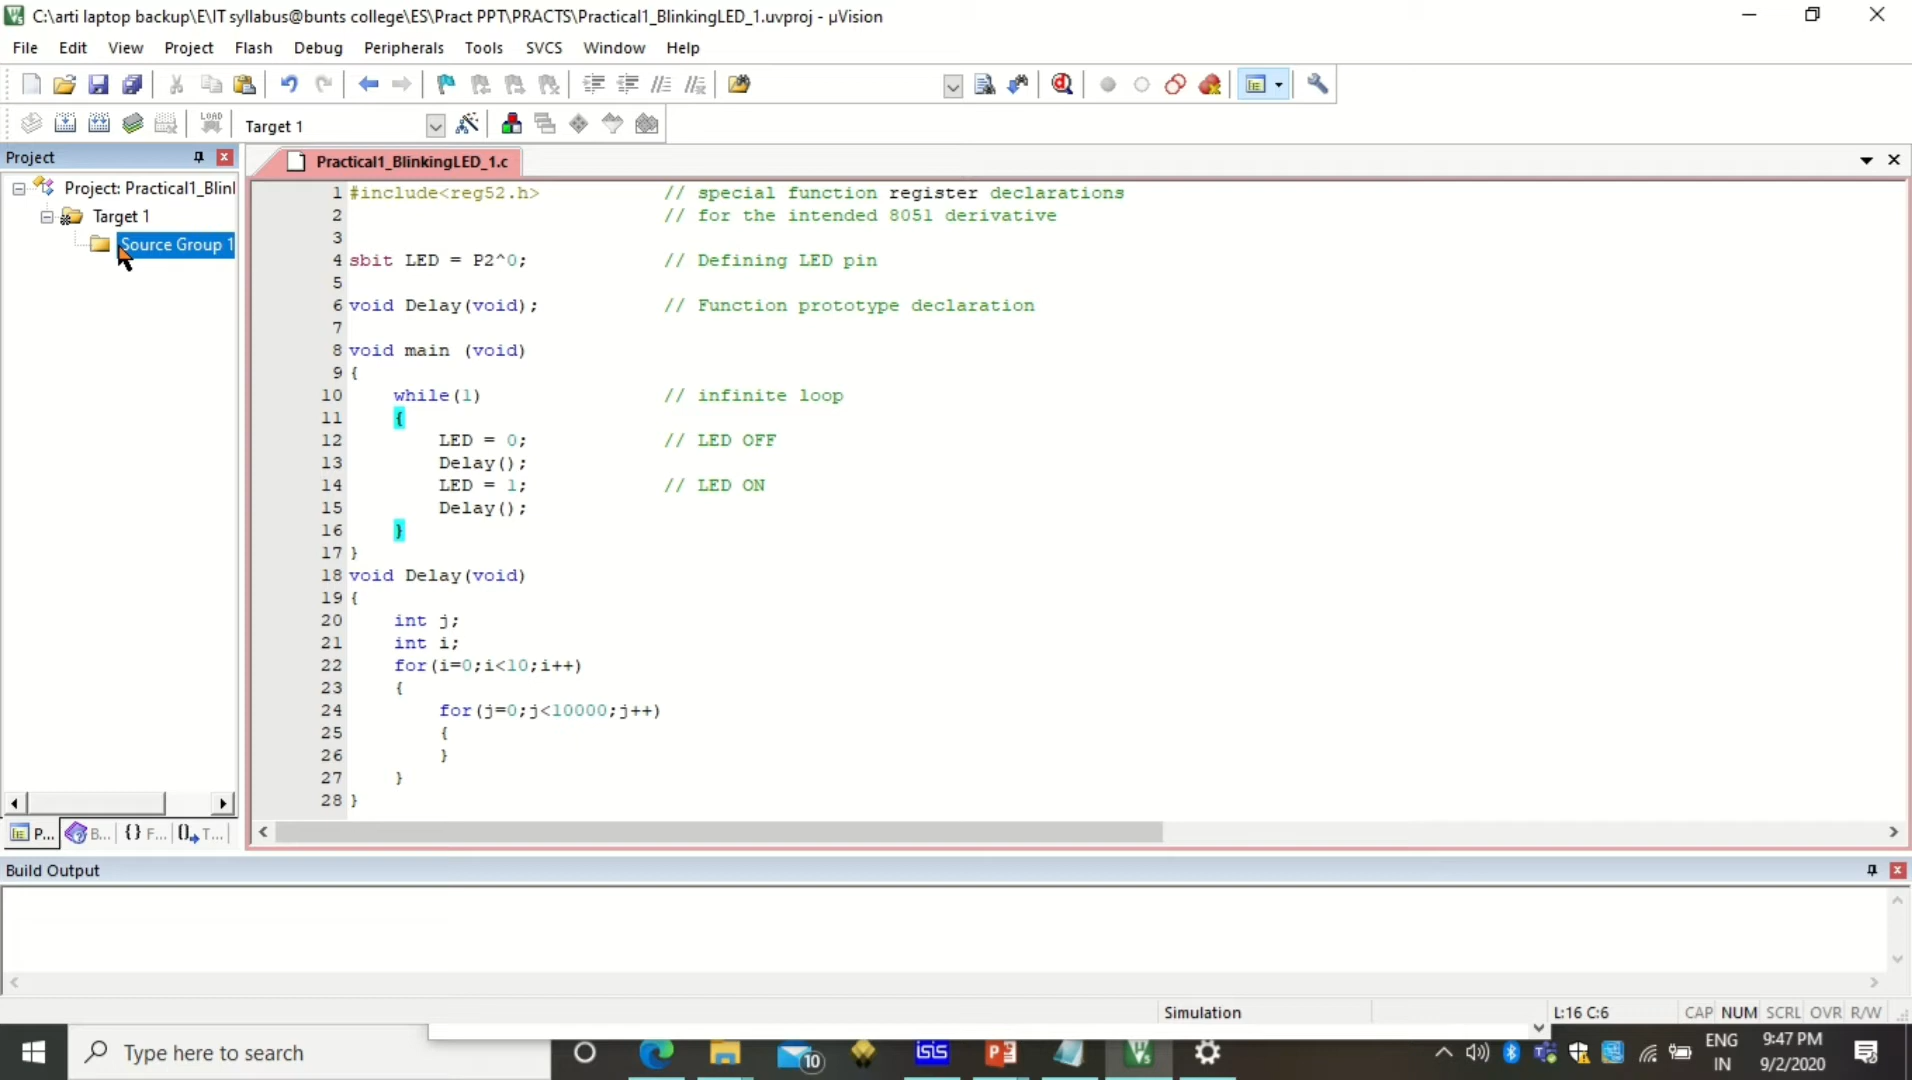 C:\arti laptop backup\E\IT syllabus@bunts college\ES\Pract PPT\PRACTS\Practical1_BlinkingLED_1.uvproj - µVision
File Edit View Project Flash Debug Peripherals Tools SVCS Window Help
LOAD Target 1
Project
Practical1_BlinkingLED_1.c
Project: Practical1_Blin
Target 1
Source Group 1
1 #include<reg52.h> // special function register declarations
2 // for the intended 8051 derivative
3
4 sbit LED = P2^0; // Defining LED pin
5
6 void Delay(void); // Function prototype declaration
7
8 void main (void)
9 {
10 while(1) // infinite loop
11 {
12 LED = 0; // LED OFF
13 Delay();
14 LED = 1; // LED ON
15 Delay();
16 }
17 }
18 void Delay(void)
19 {
20 int j;
21 int i;
22 for(i=0;i<10;i++)
23 {
24 for(j=0;j<10000;j++)
25 {
26 }
27 }
28 }
P... B... {} F... T...
Build Output
Simulation L:16 C:6 CAP NUM SCRL OVR R/W
Type here to search
10
isis
ENG
IN
9:47 PM
9/2/2020